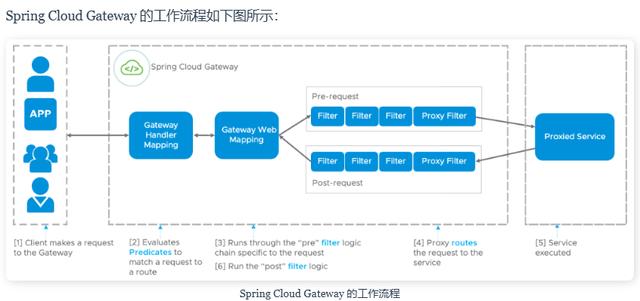 Spring Cloud Gateway 的工作流程如下图所示：
Spring Cloud Gateway
APP
Gateway
Handler
Mapping
Gateway Web
Mapping
Pre-request
Filter Filter Filter Proxy Filter
Filter Filter Filter Proxy Filter
Post-request
Proxied Service
[1] Client makes a request
to the Gateway
[2] Evaluates
Predicates to
match a request to
a route
[3] Runs through the "pre" filter logic
chain specific to the request
[6] Run the "post" filter logic
[4] Proxy routes
the request to the
service
[5] Service
executed
Spring Cloud Gateway 的工作流程